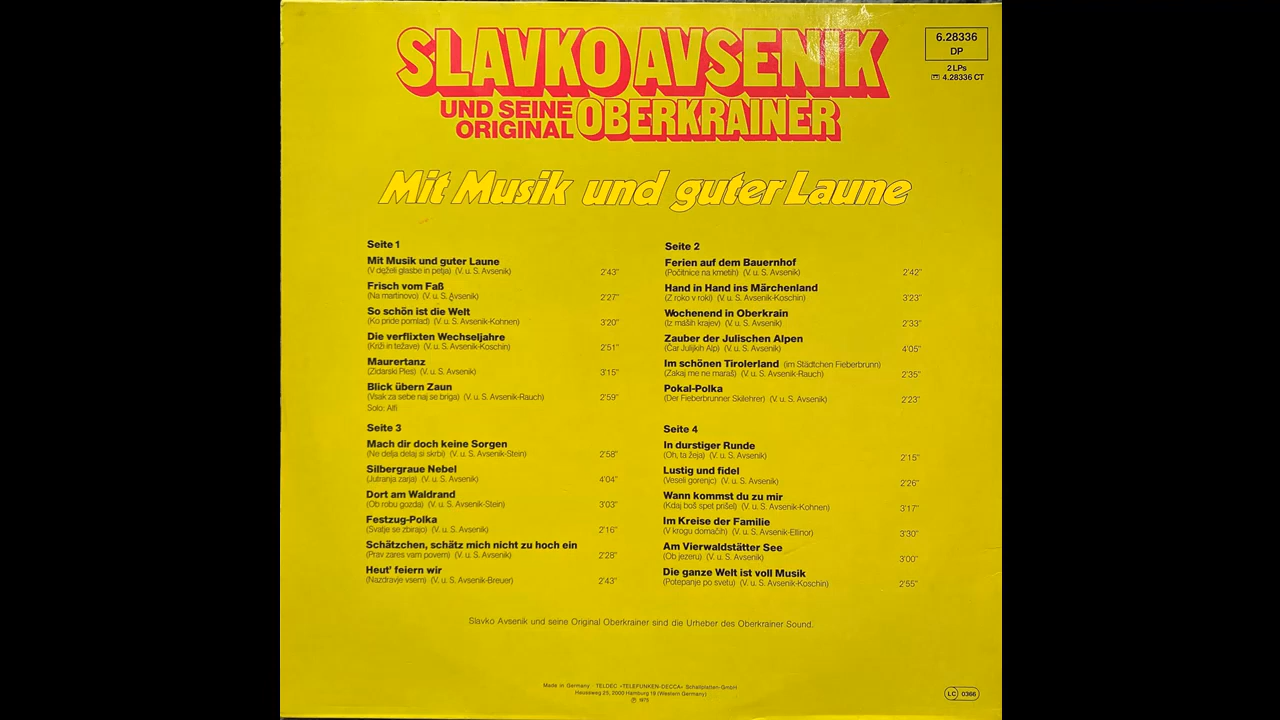 SLAVKO AVSENIK
UND SEINE
ORIGINAL
OBERKRAINER
6.28336
DP
2 LPs
4.28336 CT
Mit Musik und guter Laune
Seite 1
Mit Musik und guter Laune
(V deželi glasbe in petja) (V. u. S. Avsenik) 2'43"
Frisch vom Faß
(Na martinovo) (V. u. S. Avsenik) 2'27"
So schön ist die Welt
(Ko pride pomlad) (V. u. S. Avsenik-Kohnen) 3'20"
Die verflixten Wechseljahre
(Križi in težave) (V. u. S. Avsenik-Koschin) 2'51"
Maurertanz
(Zidarski Ples) (V. u. S. Avsenik) 3'15"
Blick übern Zaun
(Vsak za sebe naj se briga) (V. u. S. Avsenik-Rauch) 2'59"
Solo: Alfi
Seite 2
Ferien auf dem Bauernhof
(Počitnice na kmetih) (V. u. S. Avsenik) 2'42"
Hand in Hand ins Märchenland
(Z roko v roki) (V. u. S. Avsenik-Koschin) 3'23"
Wochenend in Oberkrain
(Iz māših krajev) (V. u. S. Avsenik) 2'33"
Zauber der Julischen Alpen
(Čar Julijkih Alp) (V. u. S. Avsenik) 4'05"
Im schönen Tirolerland (im Städtchen Fieberbrunn)
(Zakaj me ne maraš) (V. u. S. Avsenik-Rauch) 2'35"
Pokal-Polka
(Der Fieberbrunner Skilehrer) (V. u. S. Avsenik) 2'23"
Seite 3
Mach dir doch keine Sorgen
(Ne delja delaj si skrbi) (V. u. S. Avsenik-Stein) 2'58"
Silbergraue Nebel
(Jutranja zarja) (V. u. S. Avsenik) 4'04"
Dort am Waldrand
(Ob robu gozda) (V. u. S. Avsenik-Stein) 3'03"
Festzug-Polka
(Svatje se zbirajo) (V. u. S. Avsenik) 2'16"
Schätzchen, schätz mich nicht zu hoch ein
(Prav zares vam povem) (V. u. S. Avsenik) 2'28"
Heut' feiern wir
(Nazdravje vsem) (V. u. S. Avsenik-Breuer) 2'43"
Seite 4
In durstiger Runde
(Oh, ta žeja) (V. u. S. Avsenik) 2'15"
Lustig und fidel
(Veseli gorenjc) (V. u. S. Avsenik) 2'26"
Wann kommst du zu mir
(Kdaj boš spet prišel) (V. u. S. Avsenik-Kohnen) 3'17"
Im Kreise der Familie
(V krogu domačih) (V. u. S. Avsenik-Ellinor) 3'30"
Am Vierwaldstätter See
(Ob jezeru) (V. u. S. Avsenik) 3'00"
Die ganze Welt ist voll Musik
(Potepanje po svetu) (V. u. S. Avsenik-Koschin) 2'55"
Slavko Avsenik und seine Original Oberkrainer sind die Urheber des Oberkrainer Sound.
Made in Germany · TELDEC »TELEFUNKEN-DECCA« Schallplatten-GmbH
Heussweg 25, 2000 Hamburg 19 (Western Germany)
Ⓟ 1975
LC 0366